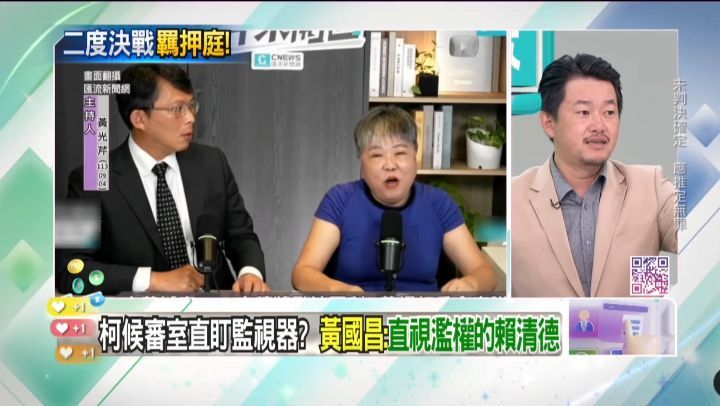 二度決戰 羈押庭!
畫面翻攝
匯流新聞網
主持人
黃光芹(113
09.04)
CNEWS
匯流新聞網
未判決確定 應推定無罪
+1
+1
柯候審室直盯監視器? 黃國昌:直視濫權的賴清德